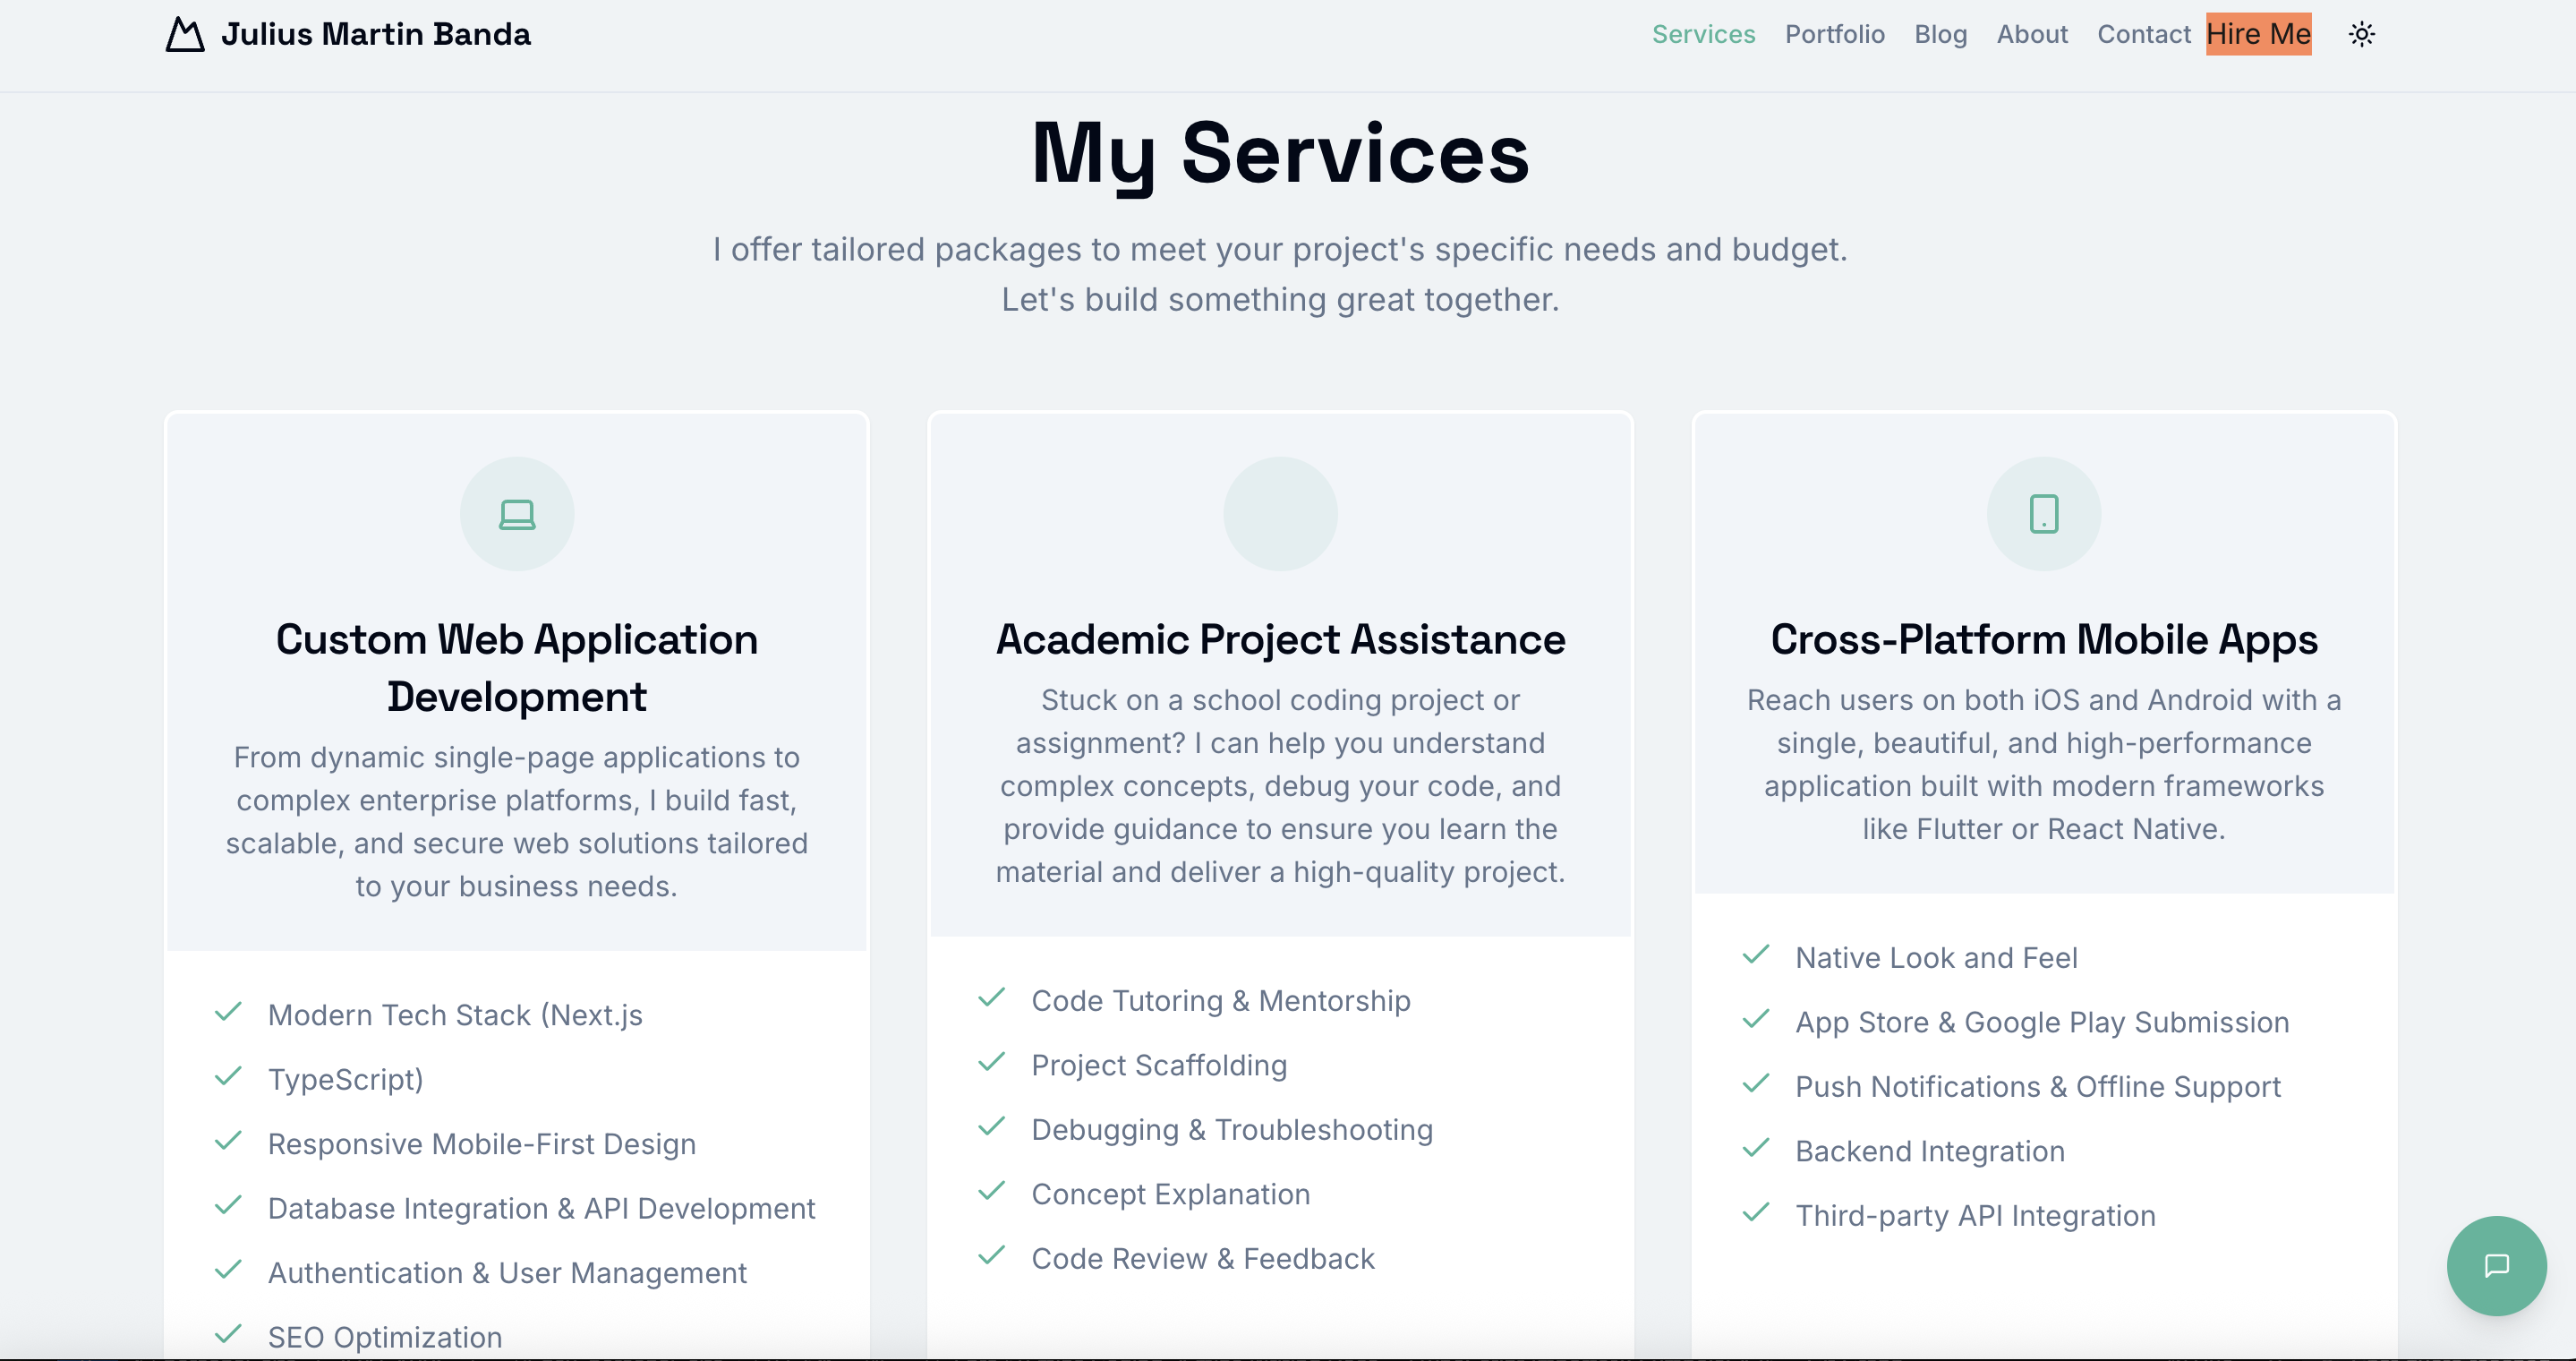 Julius Martin Banda
Services Portfolio Blog About Contact Hire Me
My Services
I offer tailored packages to meet your project's specific needs and budget.
Let's build something great together.
Custom Web Application
Development
From dynamic single-page applications to
complex enterprise platforms, I build fast,
scalable, and secure web solutions tailored
to your business needs.
Modern Tech Stack (Next.js
TypeScript)
Responsive Mobile-First Design
Database Integration & API Development
Authentication & User Management
SEO Optimization
Academic Project Assistance
Stuck on a school coding project or
assignment? I can help you understand
complex concepts, debug your code, and
provide guidance to ensure you learn the
material and deliver a high-quality project.
Code Tutoring & Mentorship
Project Scaffolding
Debugging & Troubleshooting
Concept Explanation
Code Review & Feedback
Cross-Platform Mobile Apps
Reach users on both iOS and Android with a
single, beautiful, and high-performance
application built with modern frameworks
like Flutter or React Native.
Native Look and Feel
App Store & Google Play Submission
Push Notifications & Offline Support
Backend Integration
Third-party API Integration